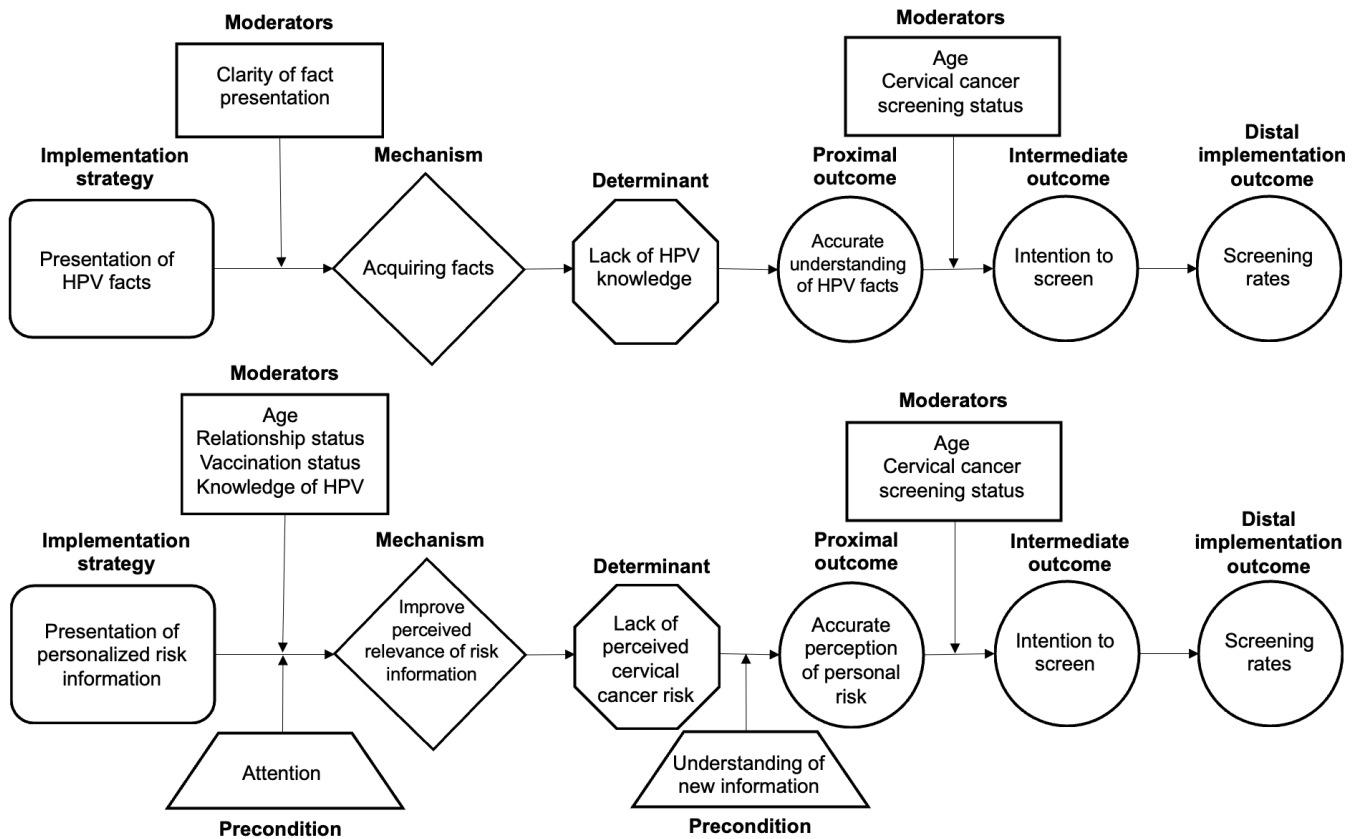 Moderators
Clarity of fact
presentation
Moderators
Age
Cervical cancer
screening status
Implementation
strategy
Presentation of
HPV facts
Mechanism
Acquiring facts
Determinant
Lack of HPV
knowledge
Proximal
outcome
Accurate
understanding
of HPV facts
Intermediate
outcome
Intention to
screen
Distal
implementation
outcome
Screening
rates
Moderators
Age
Relationship status
Vaccination status
Knowledge of HPV
Moderators
Age
Cervical cancer
screening status
Implementation
strategy
Presentation of
personalized risk
information
Mechanism
Improve
perceived
relevance of risk
information
Determinant
Lack of
perceived
cervical
cancer risk
Proximal
outcome
Accurate
perception
of personal
risk
Intermediate
outcome
Intention to
screen
Distal
implementation
outcome
Screening
rates
Attention
Precondition
Understanding of
new information
Precondition